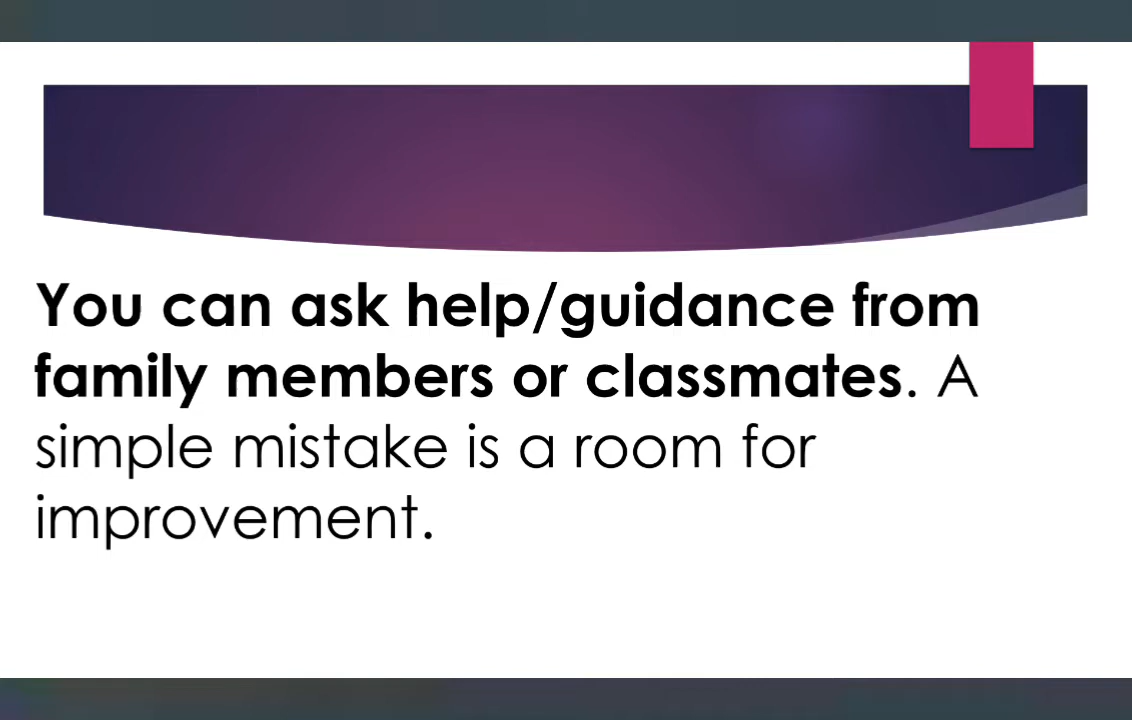 You can ask help/guidance from
family members or classmates. A
simple mistake is a room for
improvement.